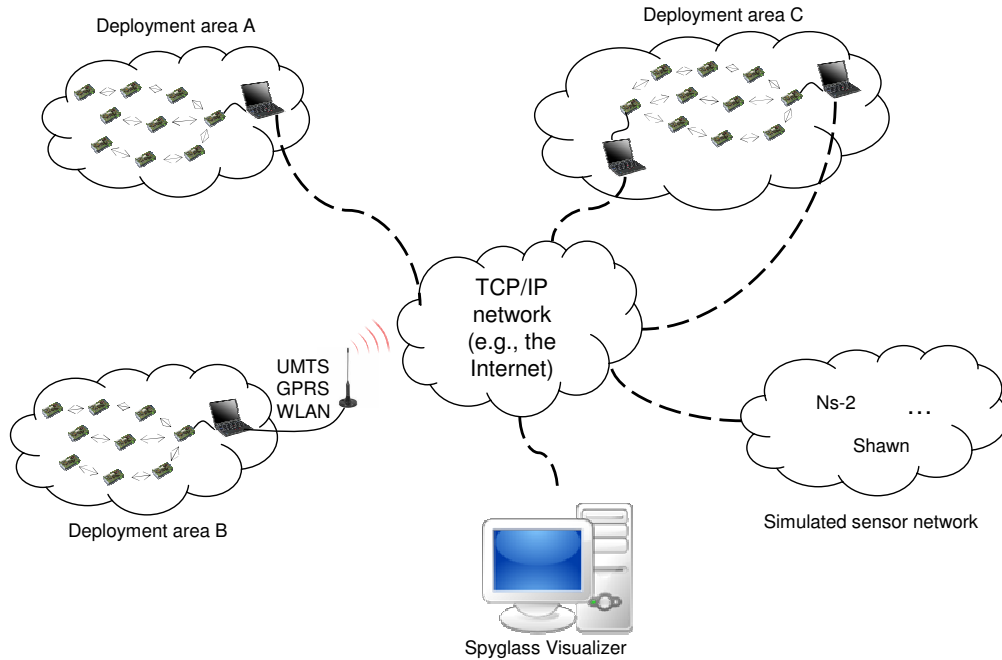 Deployment area A
Deployment area C
TCP/IP
network
(e.g., the
Internet)
UMTS
GPRS
WLAN
Deployment area B
Ns-2
...
Shawn
Simulated sensor network
Spyglass Visualizer